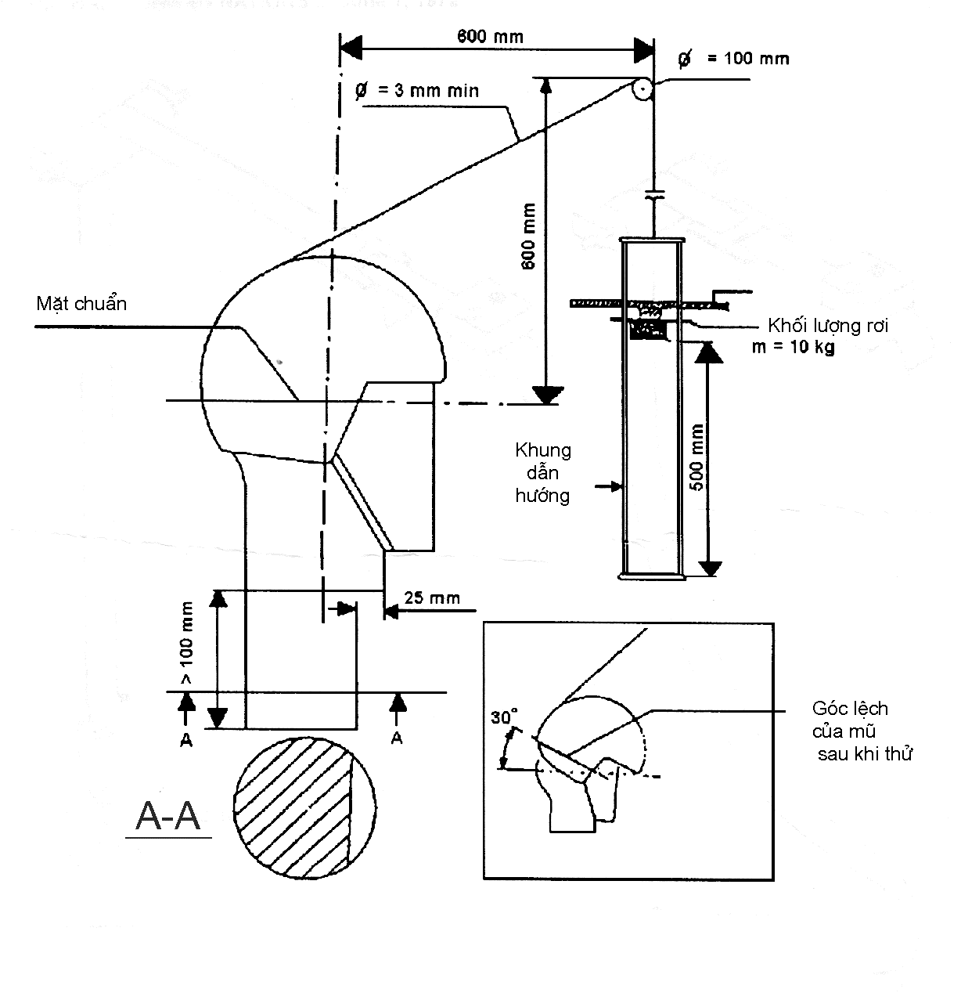 600 mm
Ø = 100 mm
Ø = 3 mm min
600 mm
Mặt chuẩn
Khối lượng rơi
m = 10 kg
Khung
dẫn
hướng
500 mm
25 mm
> 100 mm
A
A
30°
Góc lệch
của mũ
sau khi thử
A-A